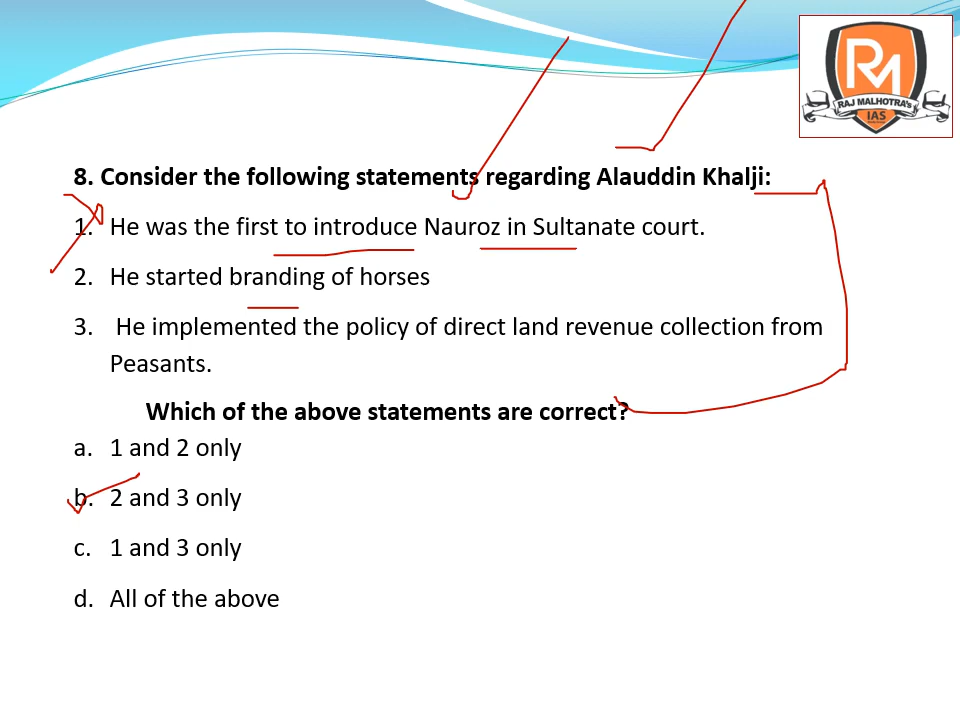 RM
RAJ MALHOTRA's
IAS
8. Consider the following statements regarding Alauddin Khalji:
1. He was the first to introduce Nauroz in Sultanate court.
2. He started branding of horses
3. He implemented the policy of direct land revenue collection from
Peasants.
Which of the above statements are correct?
a. 1 and 2 only
b. 2 and 3 only
c. 1 and 3 only
d. All of the above